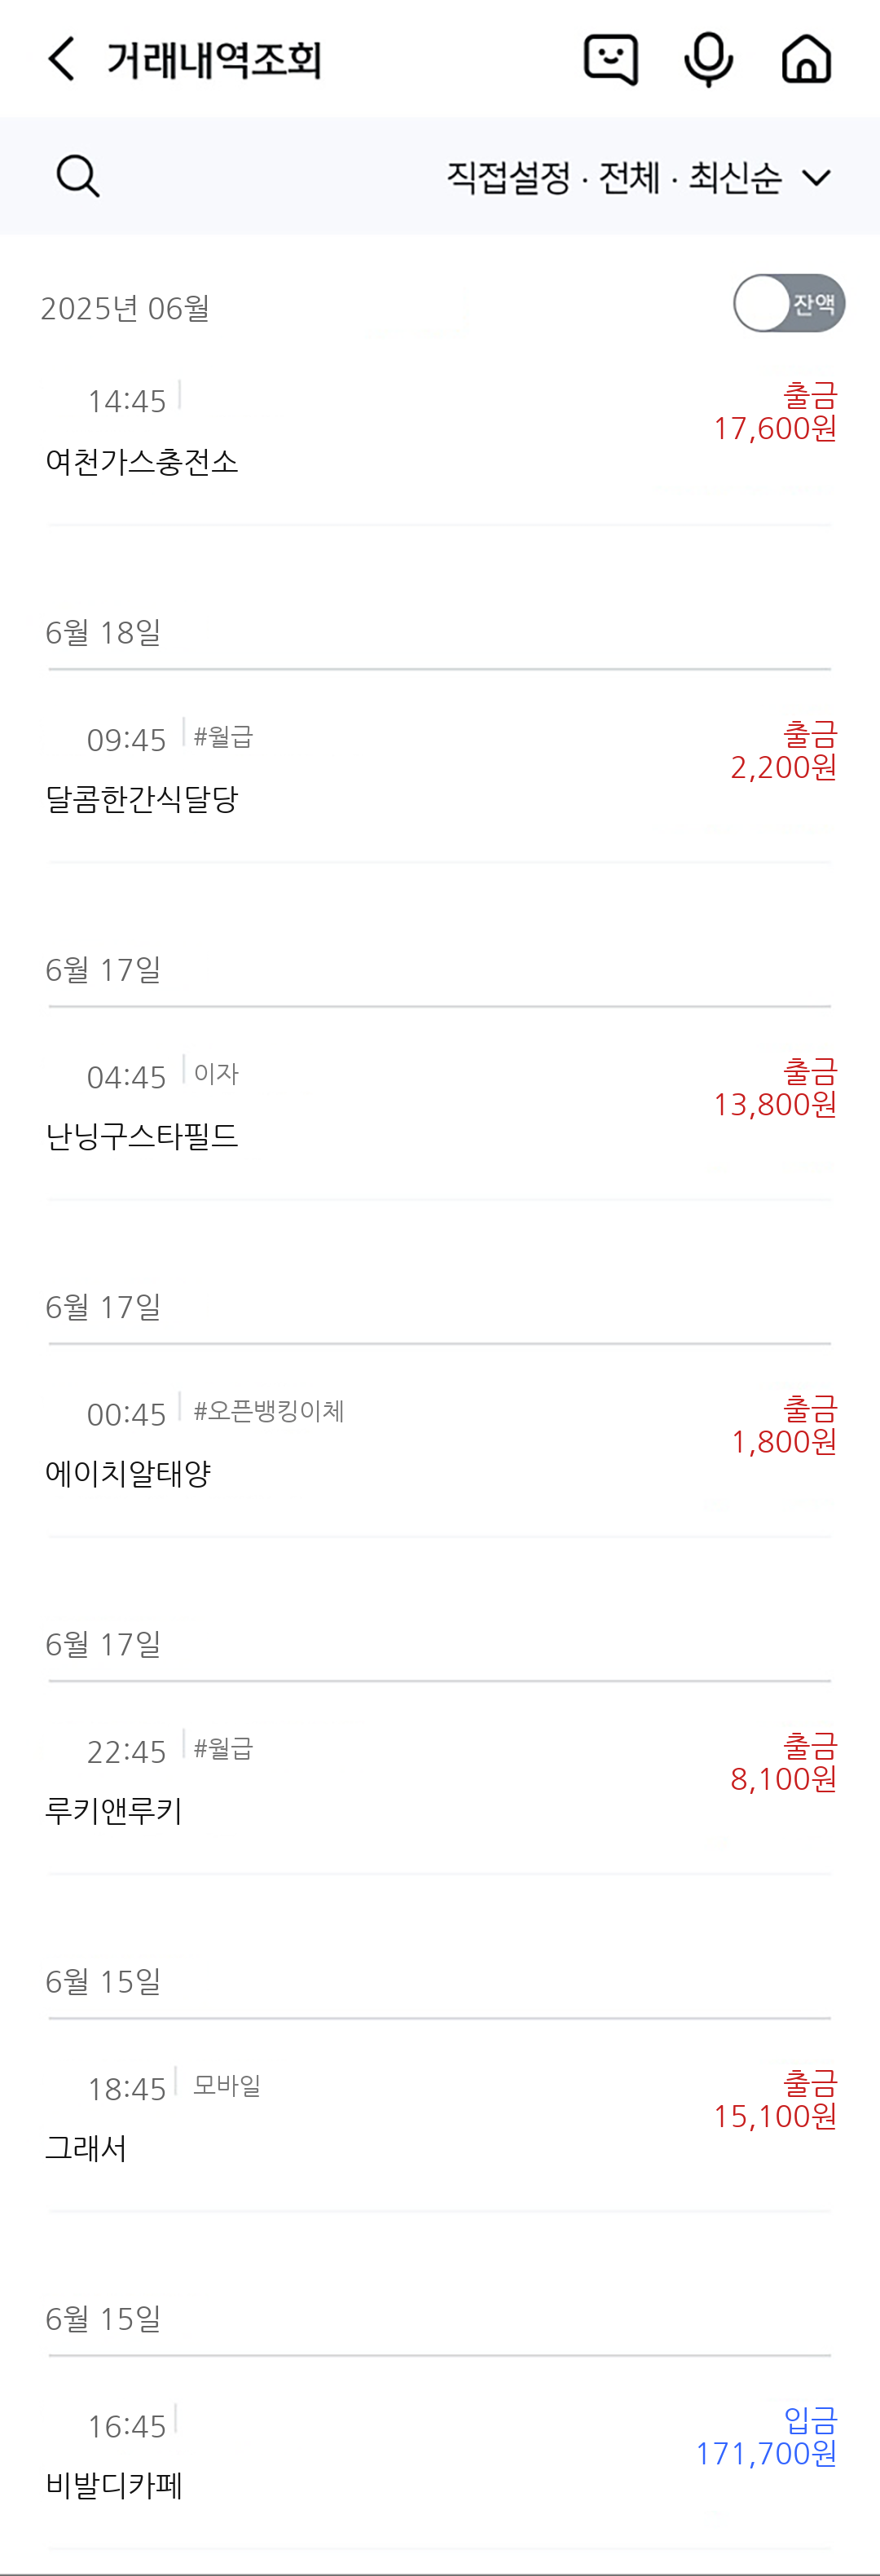 거래내역조회
직접설정 · 전체 · 최신순
2025년 06월
잔액
14:45
출금
17,600원
여천가스충전소
6월 18일
09:45 #월급
출금
2,200원
달콤한간식달당
6월 17일
04:45 이자
출금
13,800원
난닝구스타필드
6월 17일
00:45 #오픈뱅킹이체
출금
1,800원
에이치알태양
6월 17일
22:45 #월급
출금
8,100원
루키앤루키
6월 15일
18:45 모바일
출금
15,100원
그래서
6월 15일
16:45
입금
171,700원
비발디카페